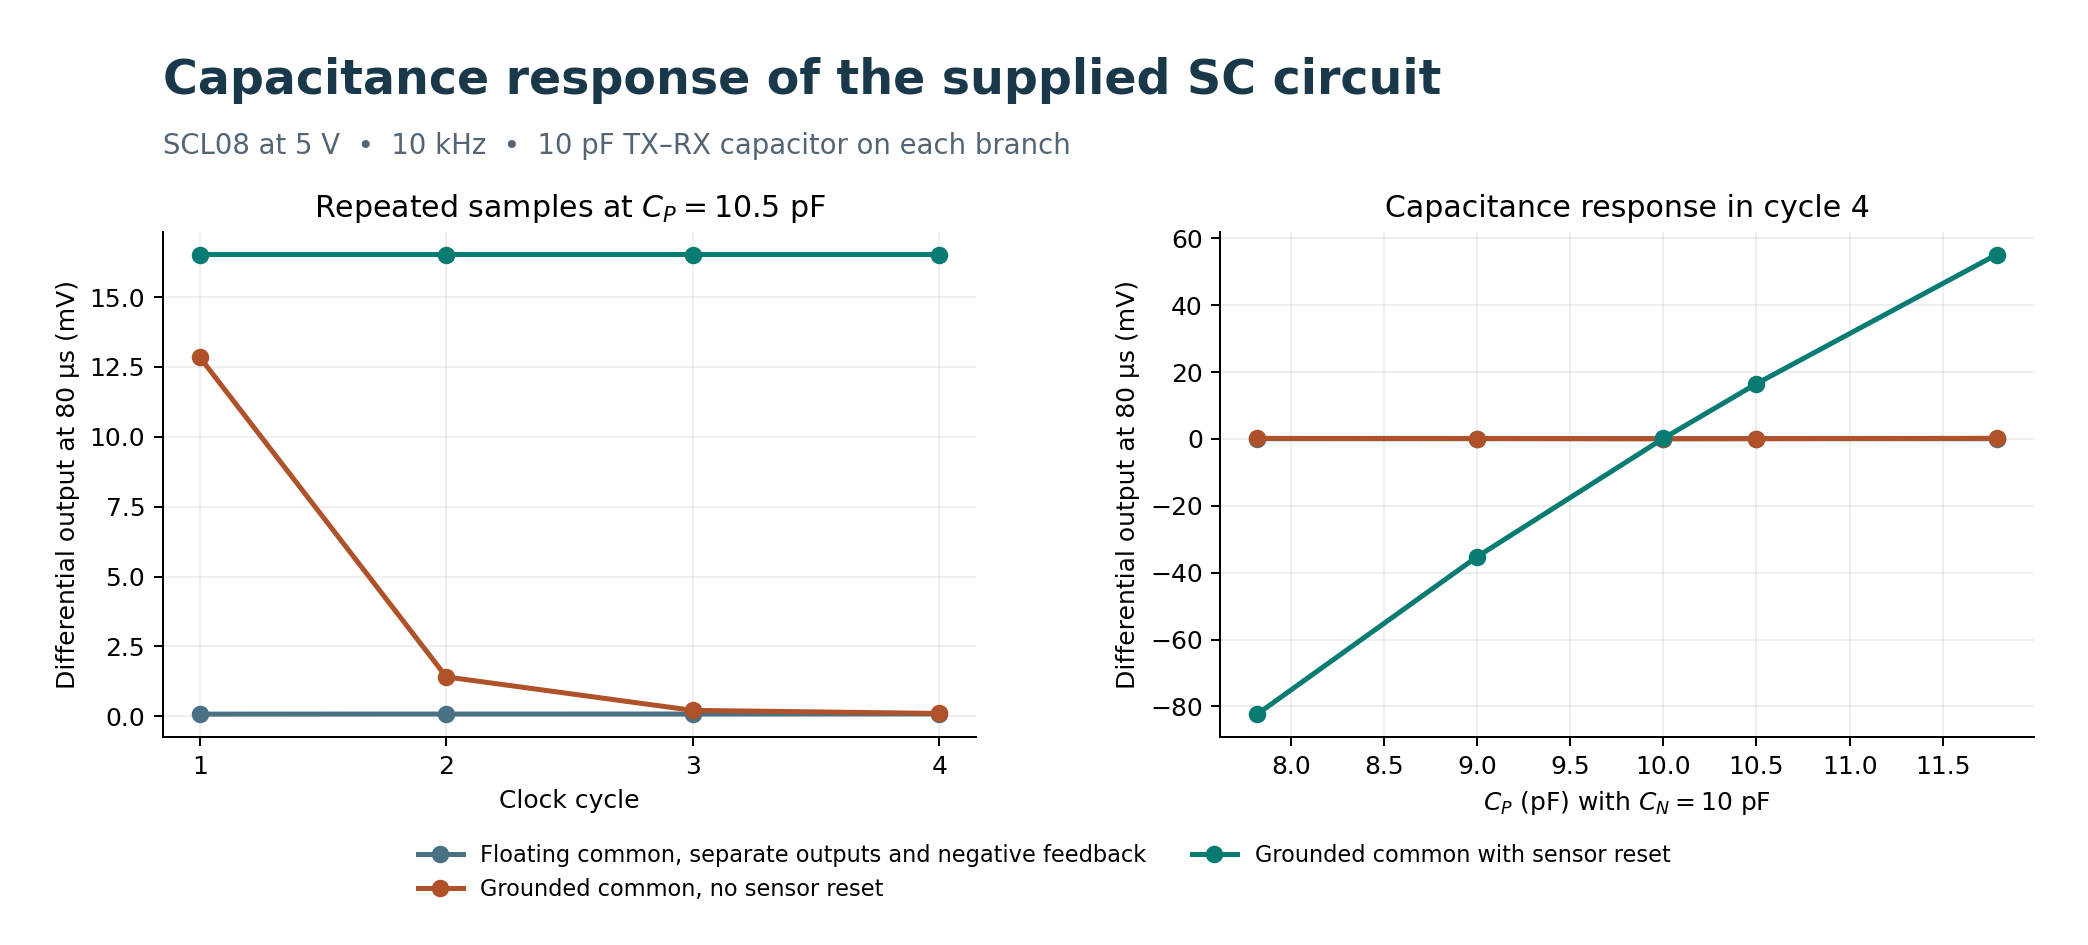 Capacitance response of the supplied SC circuit
SCL08 at 5 V • 10 kHz • 10 pF TX–RX capacitor on each branch
Repeated samples at C_P = 10.5 pF
Differential output at 80 µs (mV)
15.0
12.5
10.0
7.5
5.0
2.5
0.0
1 2 3 4
Clock cycle
Capacitance response in cycle 4
Differential output at 80 µs (mV)
60
40
20
0
−20
−40
−60
−80
8.0 8.5 9.0 9.5 10.0 10.5 11.0 11.5
C_P (pF) with C_N = 10 pF
Floating common, separate outputs and negative feedback
Grounded common, no sensor reset
Grounded common with sensor reset